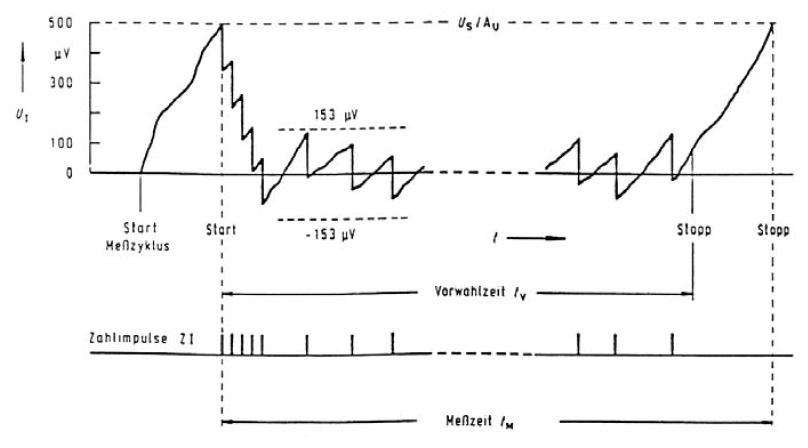 500
U_S/A_U
µV
300
U_I
100
0
153 µV
-153 µV
Start
Meßzyklus
Start
t
Stopp
Stopp
Vorwahlzeit t_V
Zahlimpulse ZI
Meßzeit t_M